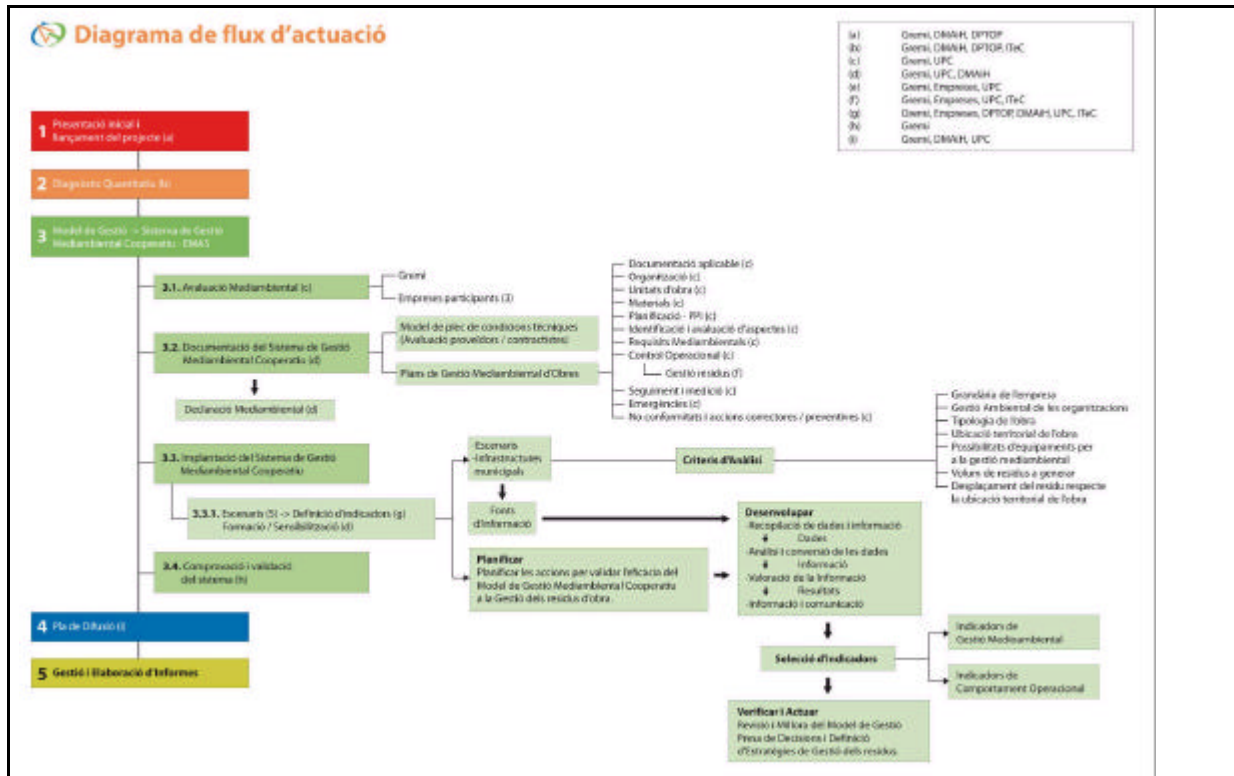 Diagrama de flux d'actuació
(a) Gremi, DMAiH, DPTOP
(b) Gremi, DMAiH, DPTOP, ITeC
(c) Gremi, UPC
(d) Gremi, UPC, DMAiH
(e) Gremi, Empreses, UPC
(f) Gremi, Empreses, UPC, ITeC
(g) Gremi, Empreses, DPTOP, DMAiH, UPC, ITeC
(h) Gremi
(i) Gremi, DMAiH, UPC
1 Presentació inicial i
llançament del projecte (a)
2 Diagnòstic Quantitatiu (b)
3 Model de Gestió -> Sistema de Gestió
Mediambiental Cooperatiu - EMAS
3.1. Avaluació Mediambiental (c)
Gremi
Empreses participants (3)
3.2. Documentació del Sistema de Gestió
Mediambiental Cooperatiu (d)
Model de plec de condicions tècniques
(Avaluació proveïdors / contractistes)
Plans de Gestió Mediambiental d'Obres
Documentació aplicable (c)
Organització (c)
Unitats d'obra (c)
Materials (c)
Planificació - PPI (c)
Identificació i avaluació d'aspectes (c)
Requisits Mediambientals (c)
Control Operacional (c)
Gestió residus (f)
Seguiment i medició (c)
Emergències (c)
No conformitats i accions correctores / preventives (c)
Declaració Mediambiental (d)
3.3. Implantació del Sistema de Gestió
Mediambiental Cooperatiu
3.3.1. Escenaris (5) -> Definició d'indicadors (g)
Formació / Sensibilització (d)
-Escenaris
-Infrastructures
municipals
Criteris d'Anàlisi
Grandària de l'empresa
Gestió Ambiental de les organitzacions
Tipologia de l'obra
Ubicació territorial de l'obra
Possibilitats d'equipaments per
a la gestió mediambiental
Volum de residus a generar
Desplaçament del residu respecte
la ubicació territorial de l'obra
Fonts
d'Informació
Planificar
Planificar les accions per validar l'eficàcia del
Model de Gestió Mediambiental Cooperatiu
a la Gestió dels residus d'obra.
Desenvolupar
-Recopilació de dades i informació
Dades
-Anàlisi i conversió de les dades
Informació
-Valoració de la Informació
Resultats
-Informació i comunicació
3.4. Comprovació i validació
del sistema (h)
4 Pla de Difusió (i)
5 Gestió i Elaboració d'Informes
Selecció d'Indicadors
Indicadors de
Gestió Medioambiental
Indicadors de
Comportament Operacional
Verificar i Actuar
Revisió i Millora del Model de Gestió
Presa de Decisions i Definició
d'Estratègies de Gestió dels residus.